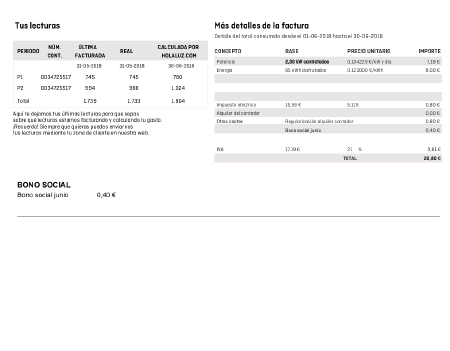 Tus lecturas
PERIODO NÚM. CONT. ÚLTIMA FACTURADA REAL CALCULADA POR HOLALUZ.COM
31-05-2018 31-05-2018 30-06-2018
P1 0034725517 745 745 780
P2 0034725517 994 988 1.024
Total 1.739 1.733 1.804
Aquí te dejamos tus últimas lecturas para que sepas
sobre qué lecturas estamos facturando y calculando tu gasto.
¡Recuerda! Siempre que quieras puedes enviarnos
tus lecturas mediante tu zona de cliente en nuestra web.
Más detalles de la factura
Detalle del total consumido desde el 01-06-2018 hasta el 30-06-2018
CONCEPTO BASE PRECIO UNITARIO IMPORTE
Potencia 2,30 kW contratados 0,104229 €/kW y día 7,19 €
Energía 65 kWh disfrutados 0,123000 €/kWh 8,00 €
Impuesto eléctrico 15,59 € 5,11% 0,80 €
Alquiler del contador 0,00 €
Otros costes Regularización alquiler contador 0,80 €
Bono social junio 0,40 €
IVA 17,19 € 21 % 3,61 €
TOTAL 20,80 €
BONO SOCIAL
Bono social junio 0,40 €